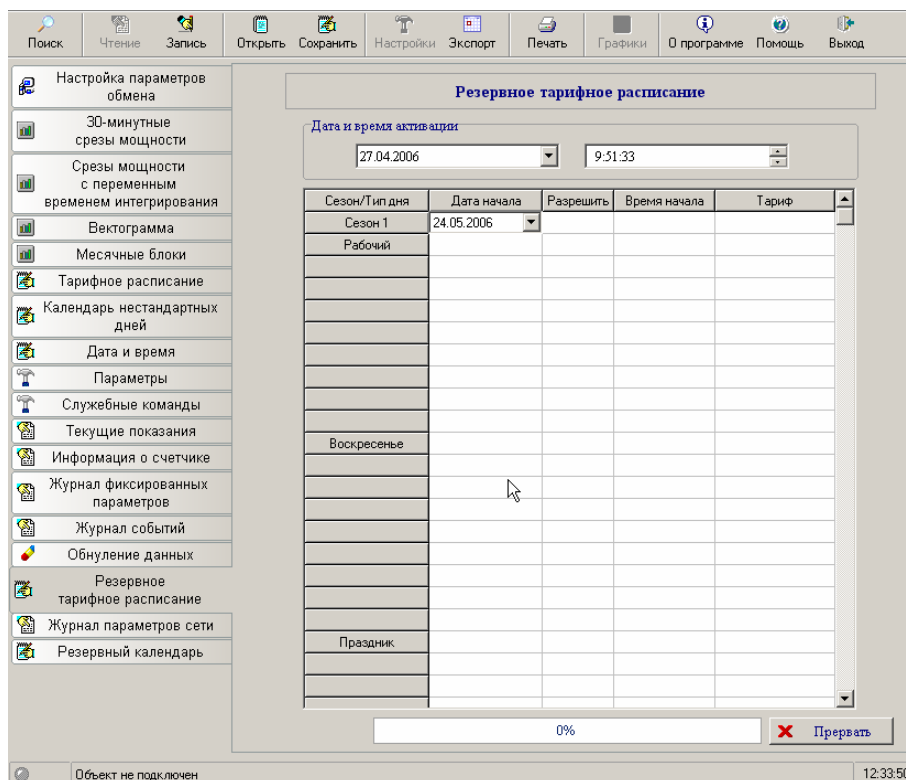 Поиск Чтение Запись Открыть Сохранить Настройки Экспорт Печать Графики О программе Помощь Выход
Настройка параметров
обмена
30-минутные
срезы мощности
Срезы мощности
с переменным
временем интегрирования
Вектограмма
Месячные блоки
Тарифное расписание
Календарь нестандартных
дней
Дата и время
Параметры
Служебные команды
Текущие показания
Информация о счетчике
Журнал фиксированных
параметров
Журнал событий
Обнуление данных
Резервное
тарифное расписание
Журнал параметров сети
Резервный календарь
Резервное тарифное расписание
Дата и время активации
27.04.2006 9:51:33
Сезон/Тип дня Дата начала Разрешить Время начала Тариф
Сезон 1 24.05.2006
Рабочий
Воскресенье
Праздник
0% Прервать
Объект не подключен 12:33:50